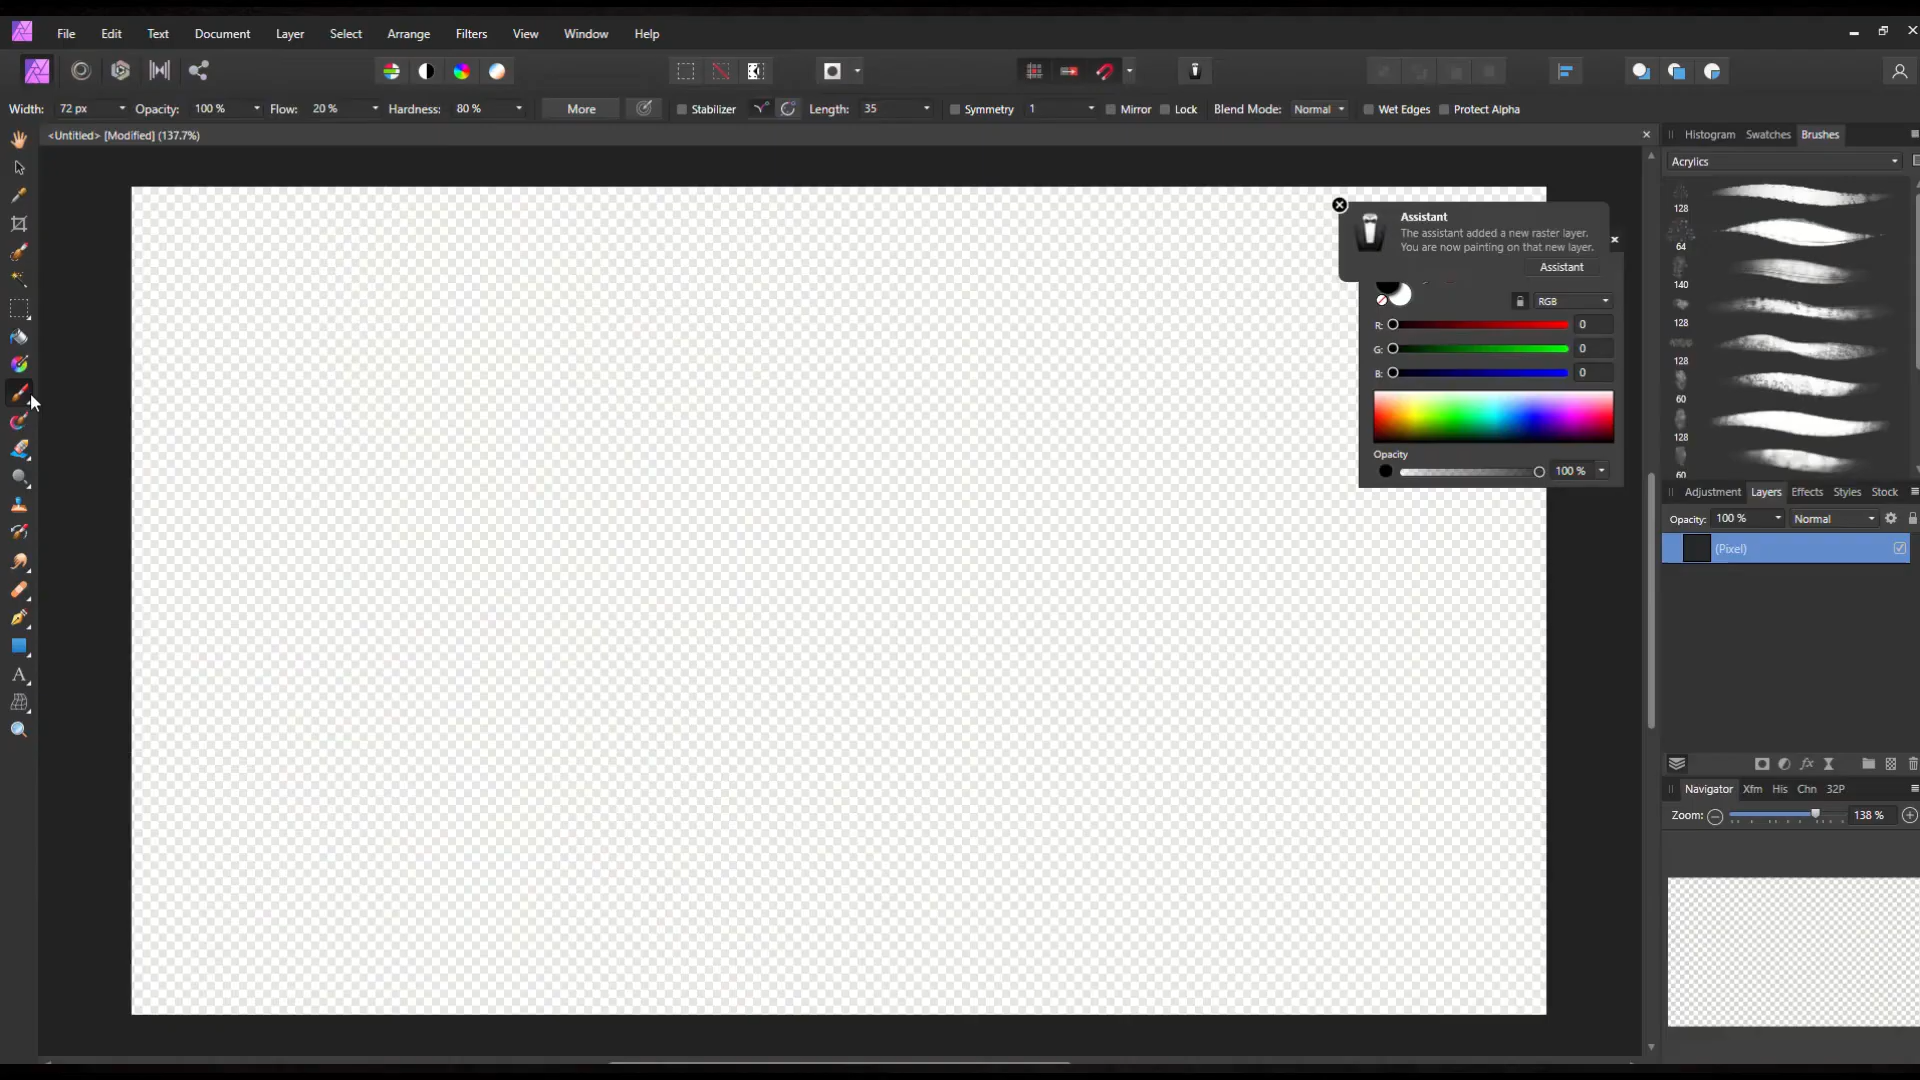 File Edit Text Document Layer Select Arrange Filters View Window Help
Width: 72 px Opacity: 100 % Flow: 20 % Hardness: 80 % More Stabilizer Length: 35 Symmetry 1 Mirror Lock Blend Mode: Normal Wet Edges Protect Alpha
<Untitled> [Modified] (137.7%)
Histogram Swatches Brushes
Acrylics
128
64
140
128
128
60
128
60
Assistant
The assistant added a new raster layer.
You are now painting on that new layer.
Assistant
RGB
R: 0
G: 0
B: 0
Opacity
100 %
Adjustment Layers Effects Styles Stock
Opacity: 100 % Normal
(Pixel)
Navigator Xfm His Chn 32P
Zoom: 138 %